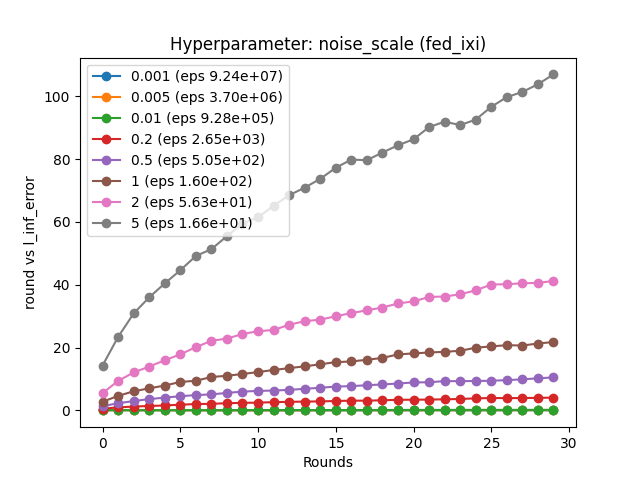 Hyperparameter: noise_scale (fed_ixi)
0.001 (eps 9.24e+07)
0.005 (eps 3.70e+06)
0.01 (eps 9.28e+05)
0.2 (eps 2.65e+03)
0.5 (eps 5.05e+02)
1 (eps 1.60e+02)
2 (eps 5.63e+01)
5 (eps 1.66e+01)
round vs l_inf_error
100
80
60
40
20
0
0 5 10 15 20 25 30
Rounds